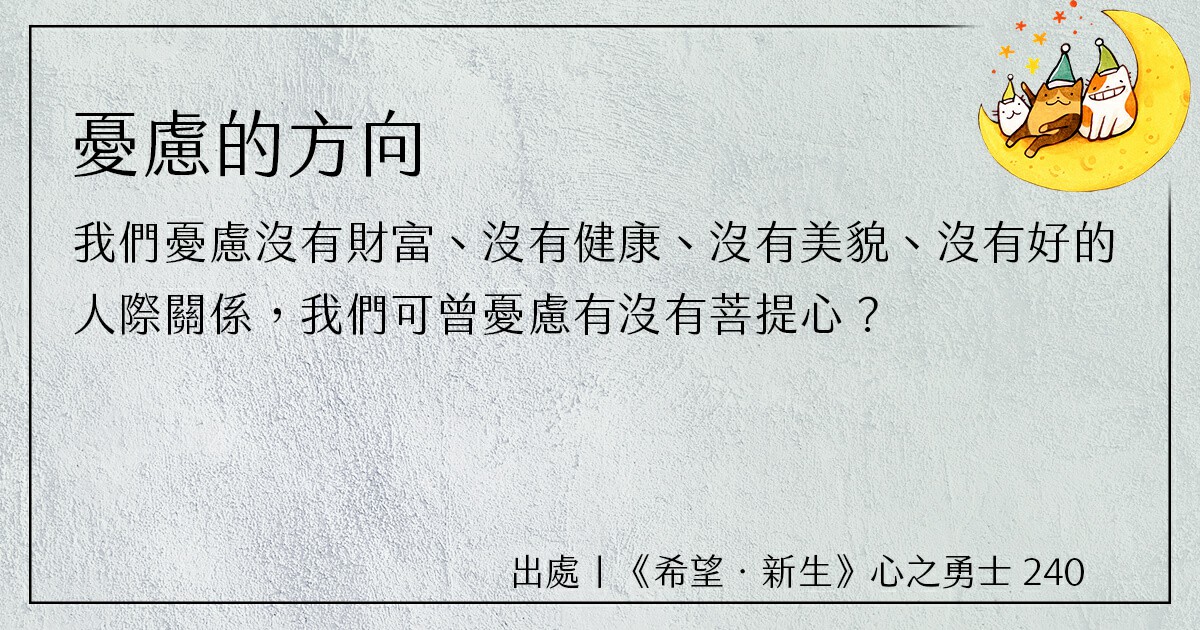 憂慮的方向
我們憂慮沒有財富、沒有健康、沒有美貌、沒有好的
人際關係，我們可曾憂慮有沒有菩提心？
出處〡《希望．新生》心之勇士 240